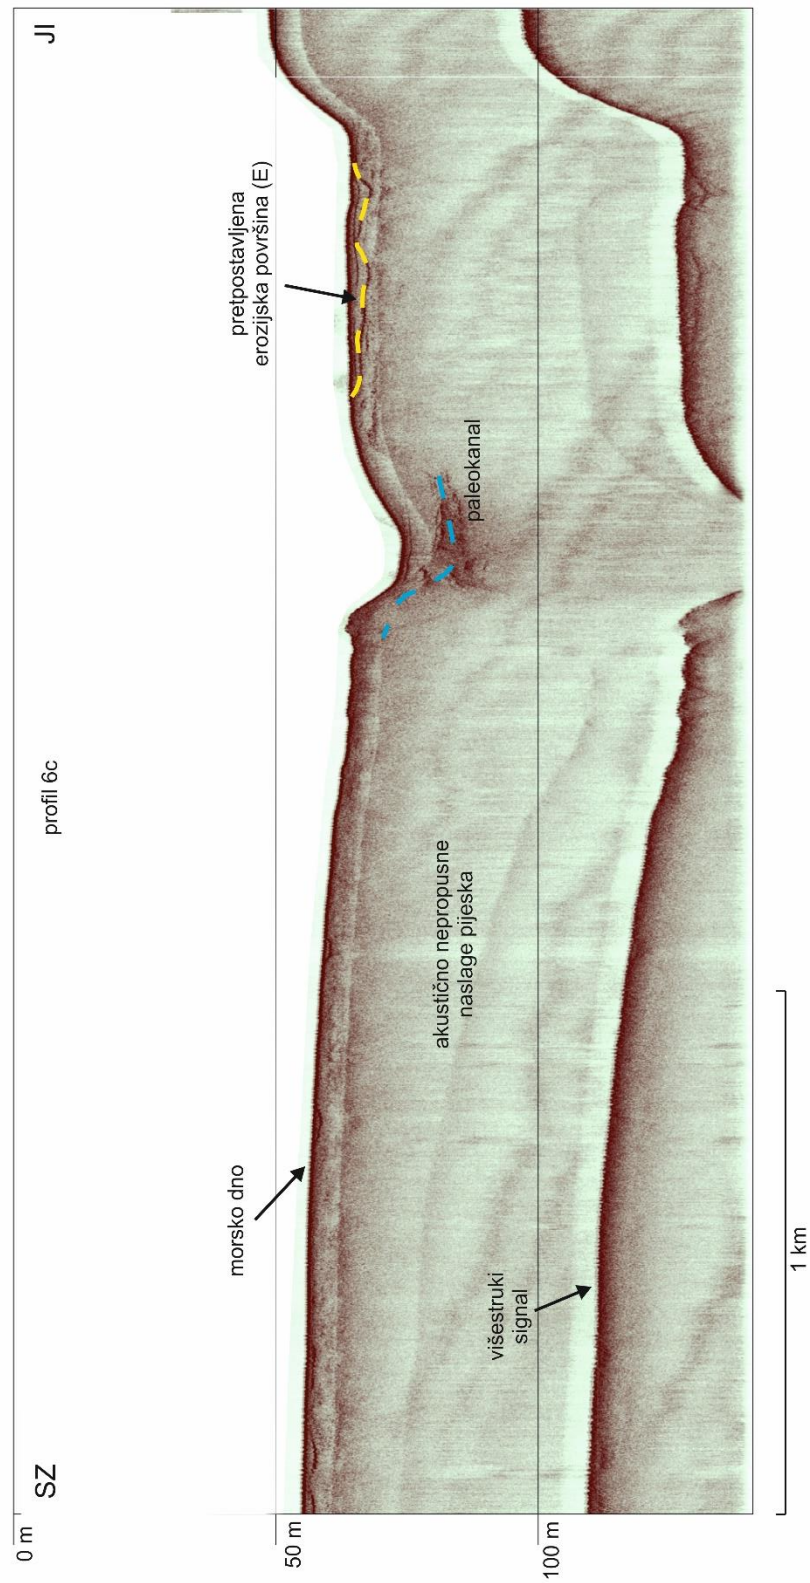 SZ
profil 6c
JI
0 m
50 m
100 m
morsko dno
pretpostavljena
erozijska površina (E)
paleokanal
akustično nepropusne
naslage pijeska
višestruki
signal
1 km